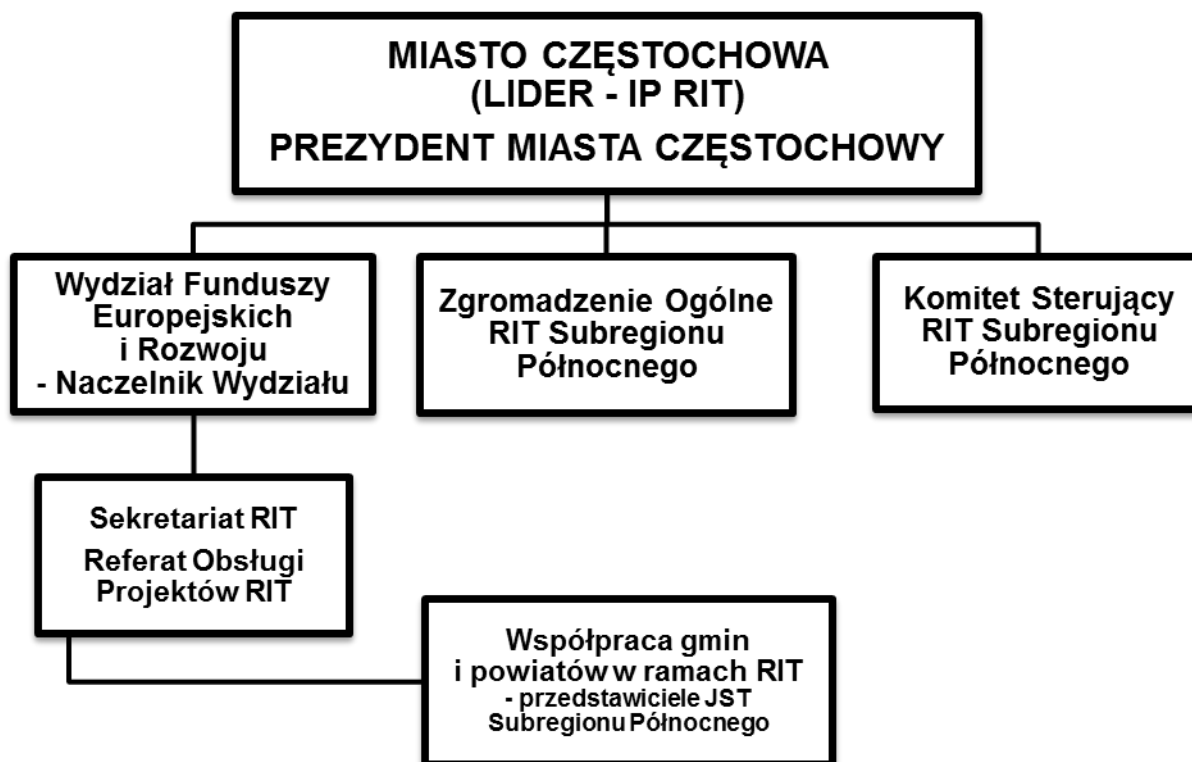 MIASTO CZĘSTOCHOWA
(LIDER - IP RIT)
PREZYDENT MIASTA CZĘSTOCHOWY
Wydział Funduszy
Europejskich
i Rozwoju
- Naczelnik Wydziału
Zgromadzenie Ogólne
RIT Subregionu
Północnego
Komitet Sterujący
RIT Subregionu
Północnego
Sekretariat RIT
Referat Obsługi
Projektów RIT
Współpraca gmin
i powiatów w ramach RIT
- przedstawiciele JST
Subregionu Północnego